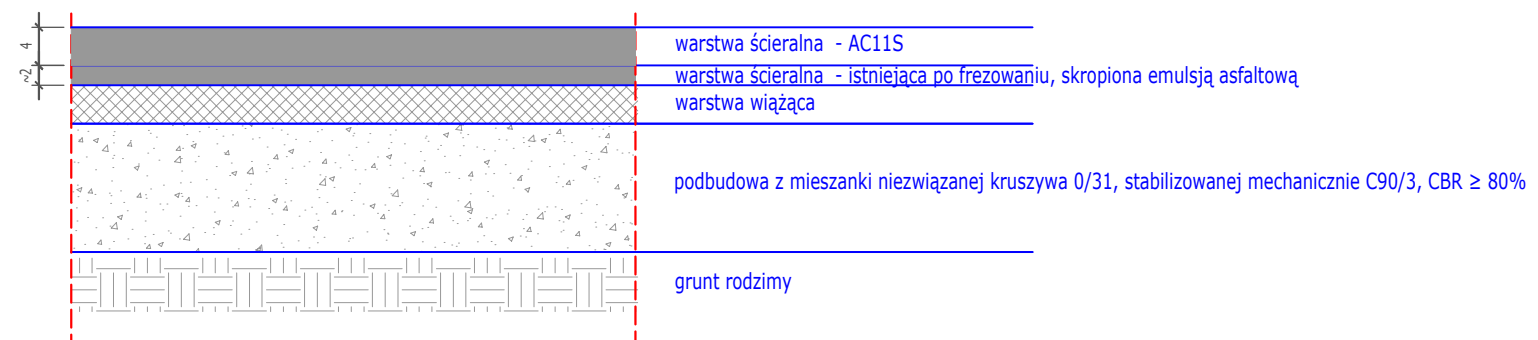 4
warstwa ścieralna - AC11S
~2
warstwa ścieralna - istniejąca po frezowaniu, skropiona emulsją asfaltową
warstwa wiążąca
podbudowa z mieszanki niezwiązanej kruszywa 0/31, stabilizowanej mechanicznie C90/3, CBR ≥ 80%
grunt rodzimy